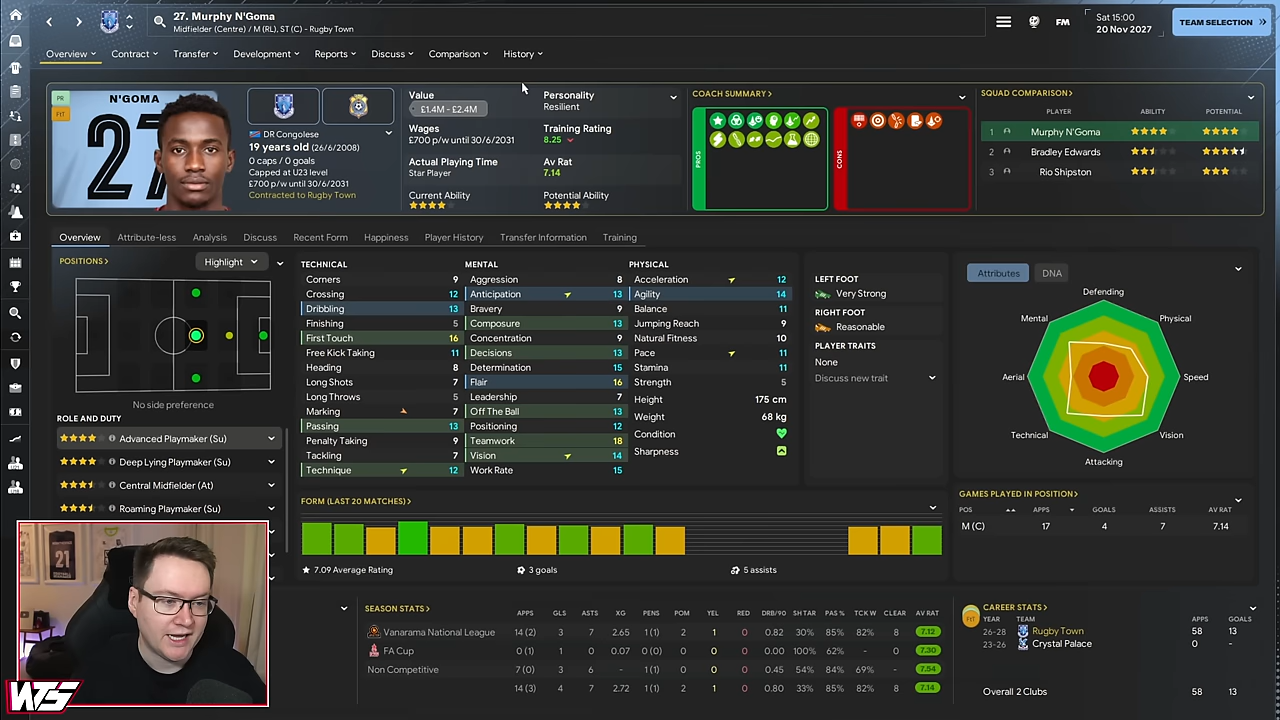 27. Murphy N'Goma
Midfielder (Centre) / M (RL), ST (C) - Rugby Town
FM
Sat 15:00
20 Nov 2027
TEAM SELECTION
Overview
Contract
Transfer
Development
Reports
Discuss
Comparison
History
PR
FtT
N'GOMA
27
DR Congolese
19 years old (26/6/2008)
0 caps / 0 goals
Capped at U23 level
£700 p/w until 30/6/2031
Contracted to Rugby Town
Value
£1.4M - £2.4M
Wages
£700 p/w until 30/6/2031
Actual Playing Time
Star Player
Current Ability
Personality
Resilient
Training Rating
8.25
Av Rat
7.14
Potential Ability
COACH SUMMARY >
PROS
CONS
SQUAD COMPARISON >
PLAYER ABILITY POTENTIAL
1 Murphy N'Goma
2 Bradley Edwards
3 Rio Shipston
Overview
Attribute-less
Analysis
Discuss
Recent Form
Happiness
Player History
Transfer Information
Training
POSITIONS >
Highlight
No side preference
ROLE AND DUTY
Advanced Playmaker (Su)
Deep Lying Playmaker (Su)
Central Midfielder (At)
Roaming Playmaker (Su)
TECHNICAL
Corners 9
Crossing 12
Dribbling 13
Finishing 5
First Touch 16
Free Kick Taking 11
Heading 8
Long Shots 7
Long Throws 5
Marking 7
Passing 13
Penalty Taking 9
Tackling 7
Technique 12
MENTAL
Aggression 8
Anticipation 13
Bravery 9
Composure 13
Concentration 9
Decisions 13
Determination 15
Flair 16
Leadership 7
Off The Ball 13
Positioning 12
Teamwork 18
Vision 14
Work Rate 15
PHYSICAL
Acceleration 12
Agility 14
Balance 11
Jumping Reach 9
Natural Fitness 10
Pace 11
Stamina 11
Strength 5
Height 175 cm
Weight 68 kg
Condition
Sharpness
LEFT FOOT
Very Strong
RIGHT FOOT
Reasonable
PLAYER TRAITS
None
Discuss new trait
Attributes
DNA
Defending
Physical
Speed
Vision
Attacking
Technical
Aerial
Mental
FORM (LAST 20 MATCHES) >
7.09 Average Rating
3 goals
5 assists
GAMES PLAYED IN POSITION >
POS APPS GOALS ASSISTS AV RAT
M (C) 17 4 7 7.14
SEASON STATS >
APPS GLS ASTS XG PENS POM YEL RED DRB/90 SH TAR PAS % TCK W CLEAR AV RAT
Vanarama National League 14 (2) 3 7 2.65 1 (1) 2 1 0 0.82 30% 85% 82% 8 7.12
FA Cup 0 (1) 1 0 0.07 0 (0) 0 0 0 0.00 100% 62% - 0 7.30
Non Competitive 7 (0) 3 6 - 1 (1) 0 0 0 0.45 54% 84% 69% - 7.54
14 (3) 4 7 2.72 1 (1) 2 1 0 0.80 33% 85% 82% 8 7.14
FtT
CAREER STATS >
YEAR TEAM APPS GOALS
26-28 Rugby Town 58 13
23-26 Crystal Palace 0 -
Overall 2 Clubs 58 13
21
WTS